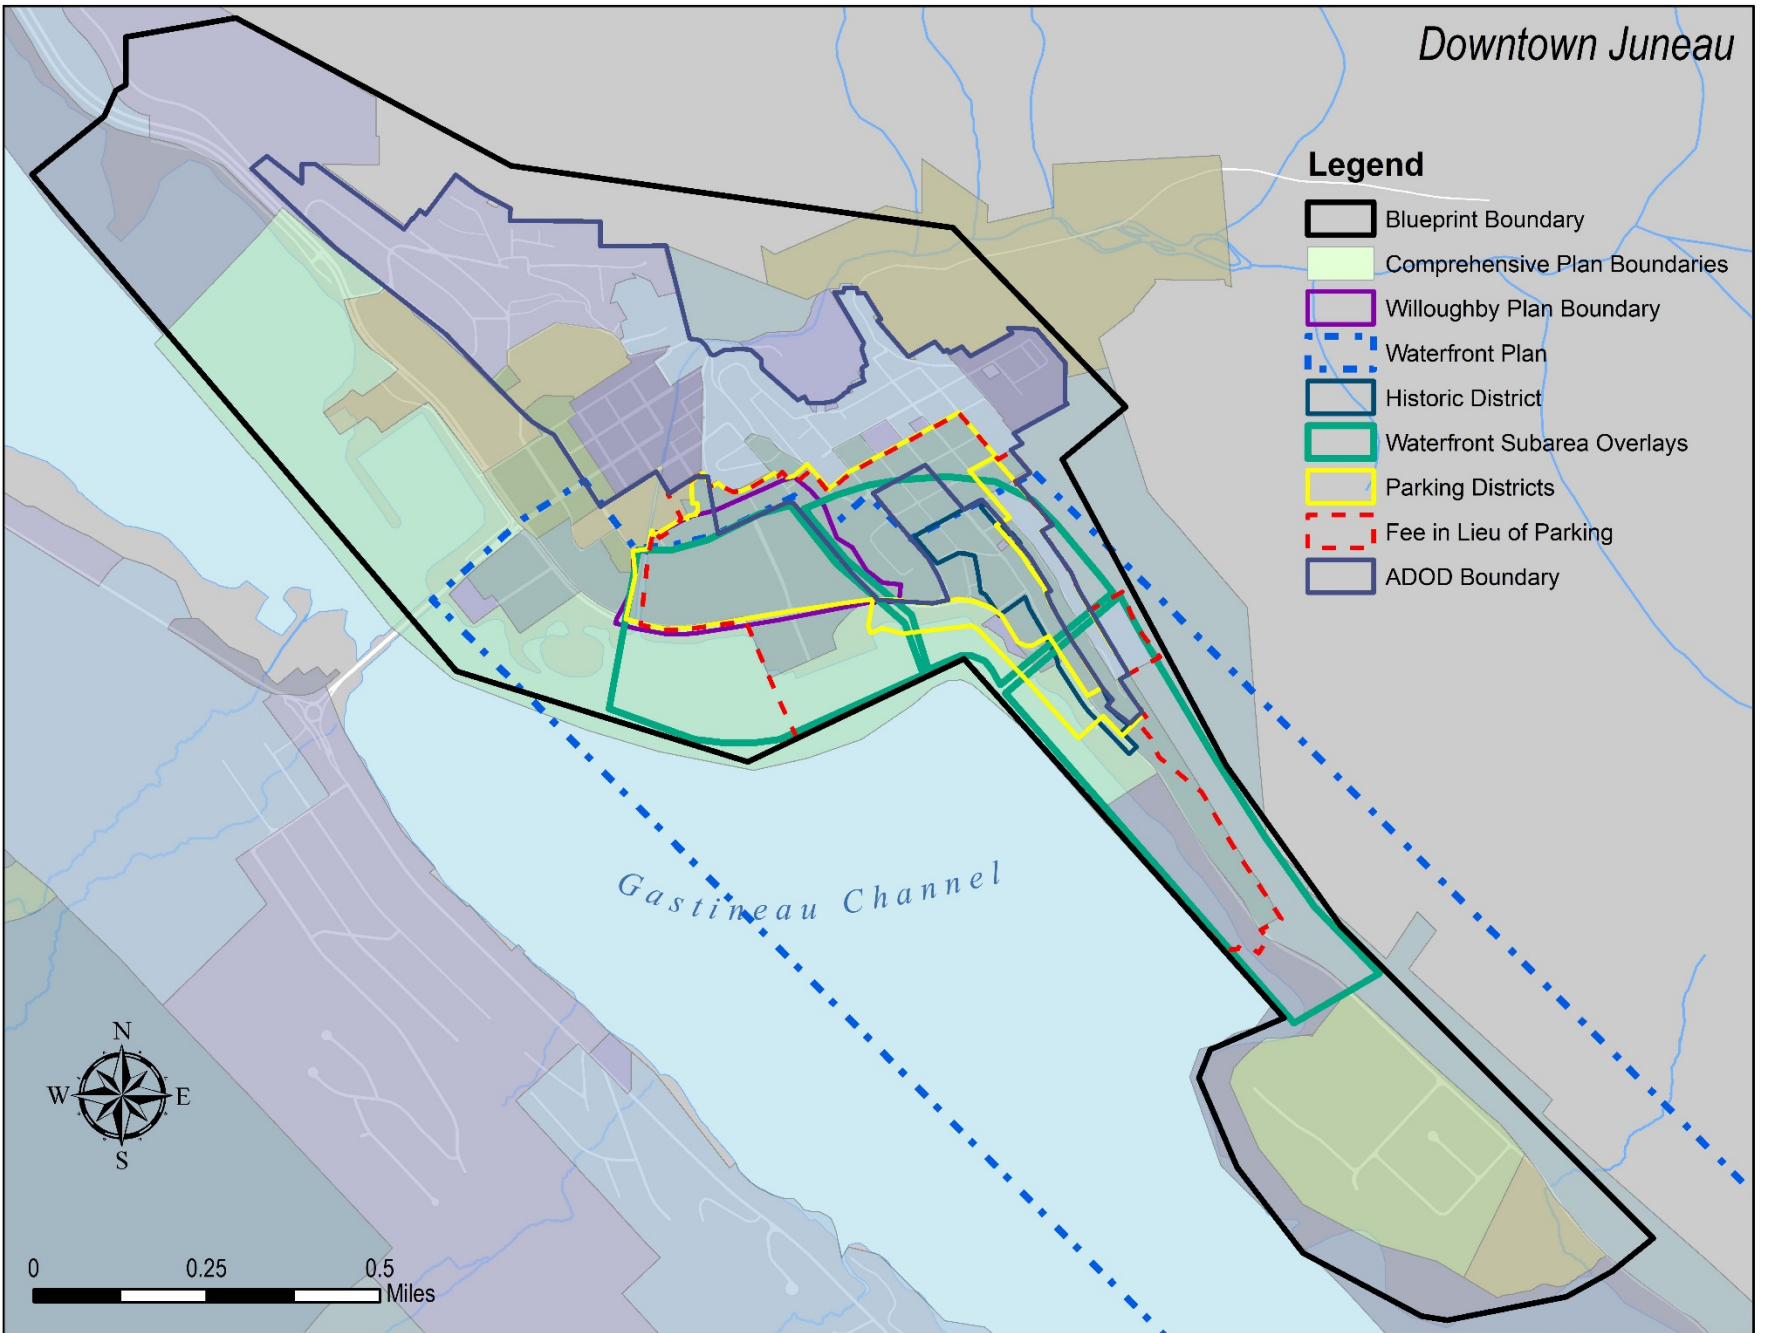 Downtown Juneau
Legend
Blueprint Boundary
Comprehensive Plan Boundaries
Willoughby Plan Boundary
Waterfront Plan
Historic District
Waterfront Subarea Overlays
Parking Districts
Fee in Lieu of Parking
ADOD Boundary
Gastineau Channel
N
W E
S
0 0.25 0.5
Miles